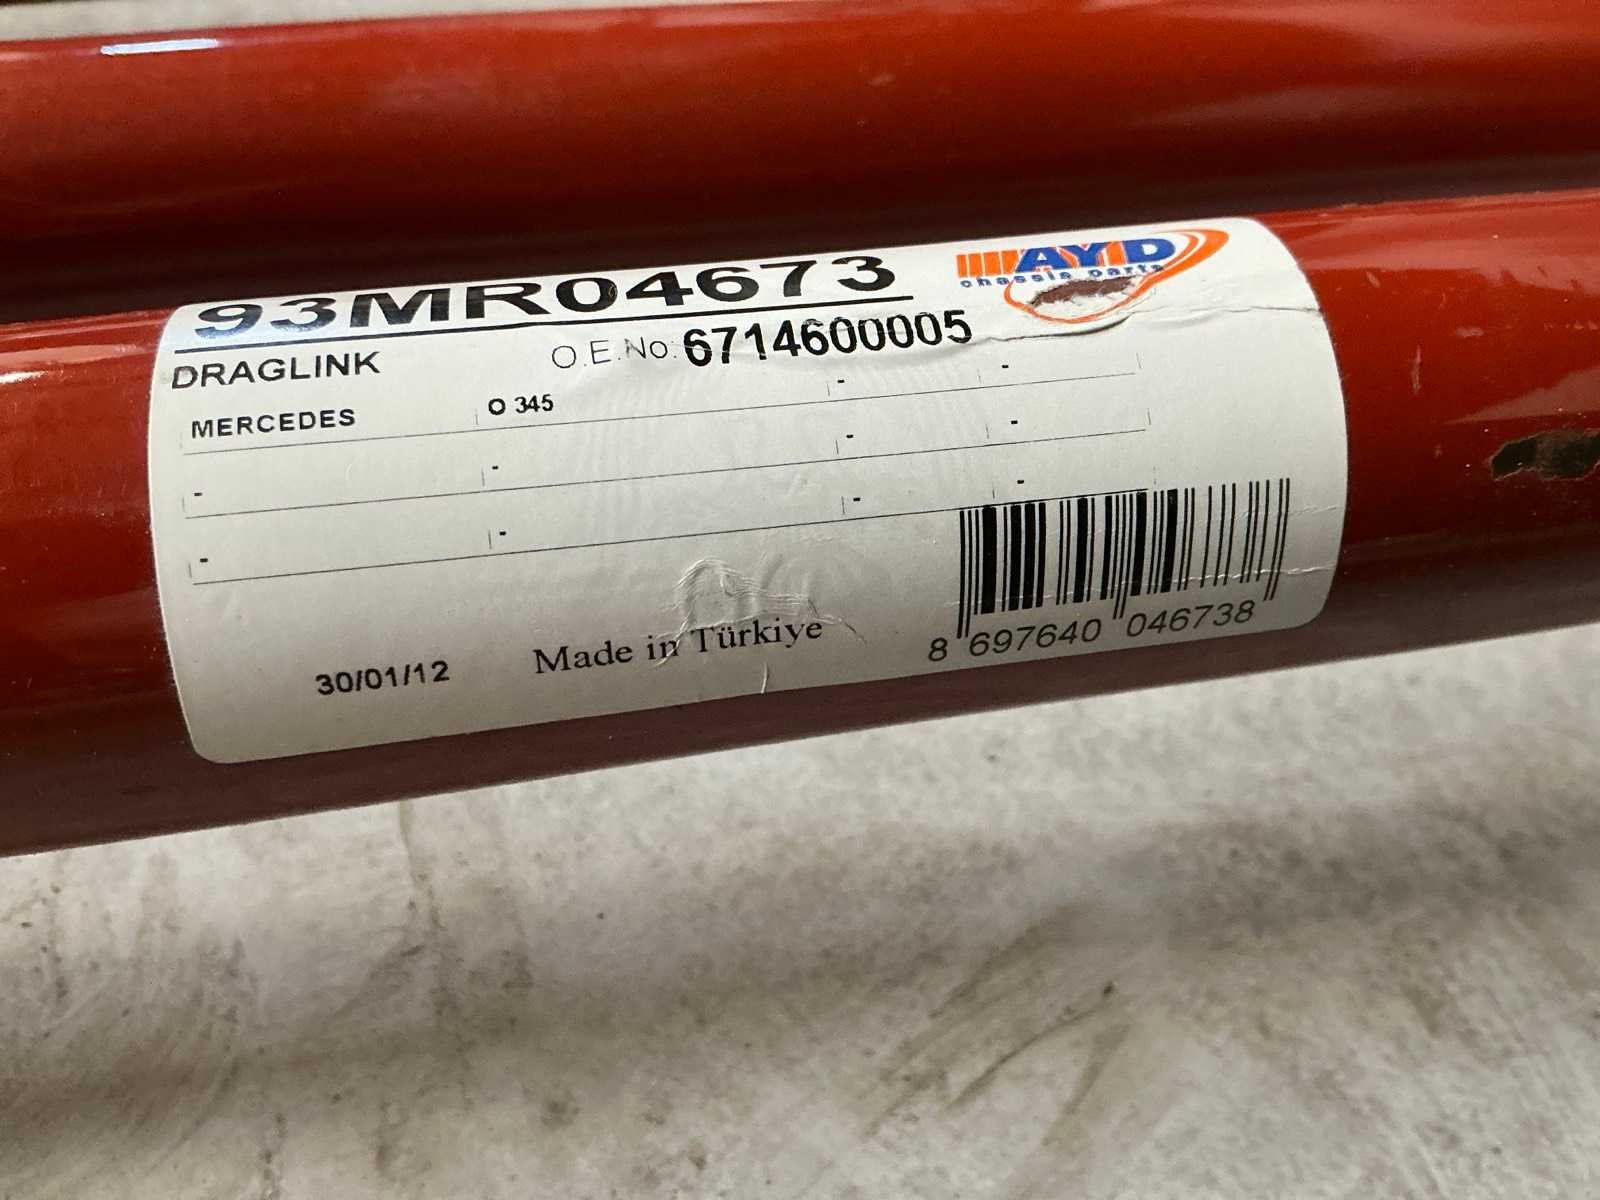 93MR04673
AYD
chassis parts
DRAGLINK
O.E.No: 6714600005
MERCEDES O 345 - -
- - - -
- - - -
30/01/12 Made in Türkiye
8 697640 046738